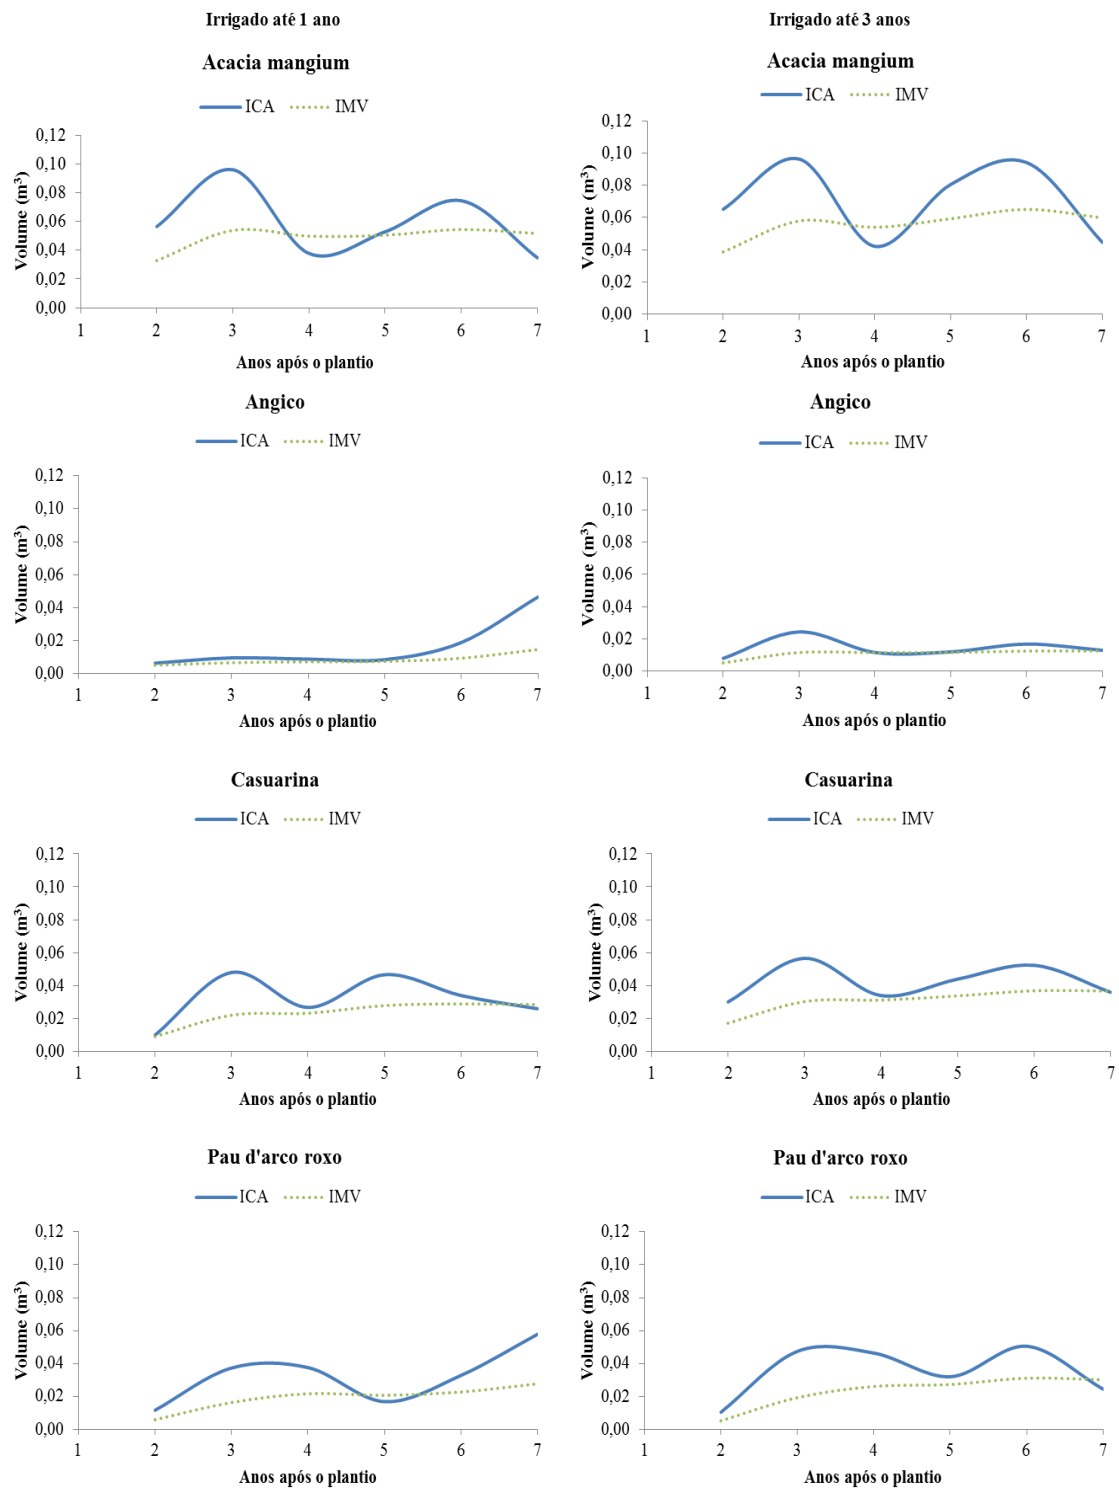 Irrigado até 1 ano
Irrigado até 3 anos
Acacia mangium
ICA IMV
0,12
0,10
0,08
0,06
0,04
0,02
0,00
Volume (m³)
1 2 3 4 5 6 7
Anos após o plantio
Acacia mangium
ICA IMV
0,12
0,10
0,08
0,06
0,04
0,02
0,00
Volume (m³)
1 2 3 4 5 6 7
Anos após o plantio
Angico
ICA IMV
0,12
0,10
0,08
0,06
0,04
0,02
0,00
Volume (m³)
1 2 3 4 5 6 7
Anos após o plantio
Angico
ICA IMV
0,12
0,10
0,08
0,06
0,04
0,02
0,00
Volume (m³)
1 2 3 4 5 6 7
Anos após o plantio
Casuarina
ICA IMV
0,12
0,10
0,08
0,06
0,04
0,02
0,00
Volume (m³)
1 2 3 4 5 6 7
Anos após o plantio
Casuarina
ICA IMV
0,12
0,10
0,08
0,06
0,04
0,02
0,00
Volume (m³)
1 2 3 4 5 6 7
Anos após o plantio
Pau d'arco roxo
ICA IMV
0,12
0,10
0,08
0,06
0,04
0,02
0,00
Volume (m³)
1 2 3 4 5 6 7
Anos após o plantio
Pau d'arco roxo
ICA IMV
0,12
0,10
0,08
0,06
0,04
0,02
0,00
Volume (m³)
1 2 3 4 5 6 7
Anos após o plantio